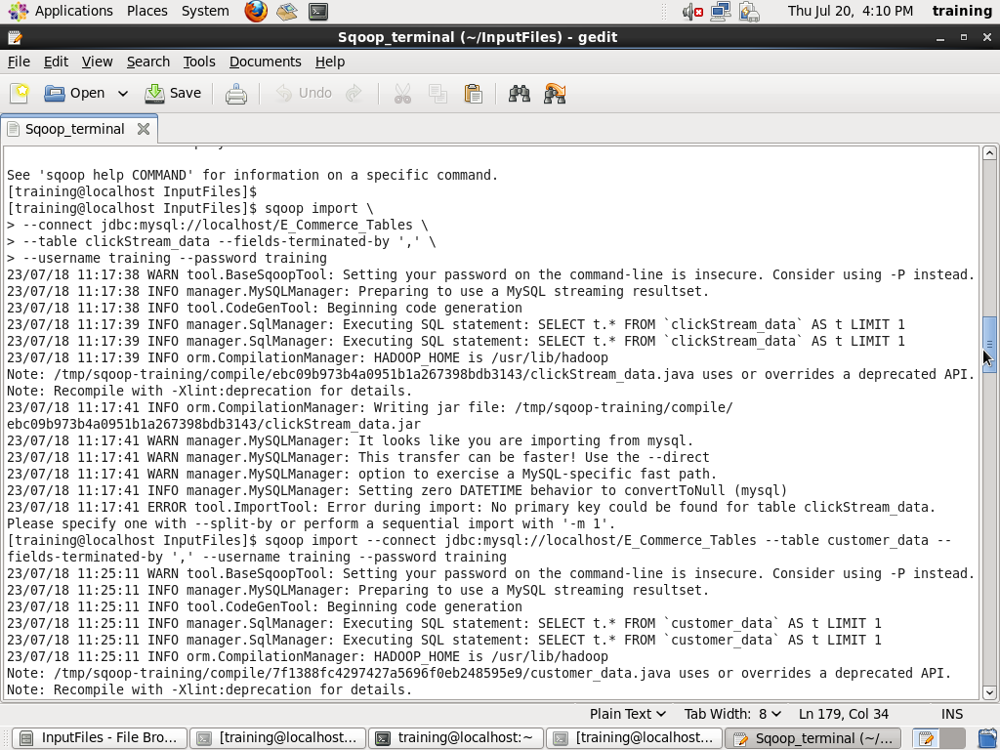 Applications Places System
Thu Jul 20, 4:10 PM training
Sqoop_terminal (~/InputFiles) - gedit
File Edit View Search Tools Documents Help
Open Save Undo
Sqoop_terminal
See 'sqoop help COMMAND' for information on a specific command.
[training@localhost InputFiles]$
[training@localhost InputFiles]$ sqoop import \
> --connect jdbc:mysql://localhost/E_Commerce_Tables \
> --table clickStream_data --fields-terminated-by ',' \
> --username training --password training
23/07/18 11:17:38 WARN tool.BaseSqoopTool: Setting your password on the command-line is insecure. Consider using -P instead.
23/07/18 11:17:38 INFO manager.MySQLManager: Preparing to use a MySQL streaming resultset.
23/07/18 11:17:38 INFO tool.CodeGenTool: Beginning code generation
23/07/18 11:17:39 INFO manager.SqlManager: Executing SQL statement: SELECT t.* FROM `clickStream_data` AS t LIMIT 1
23/07/18 11:17:39 INFO manager.SqlManager: Executing SQL statement: SELECT t.* FROM `clickStream_data` AS t LIMIT 1
23/07/18 11:17:39 INFO orm.CompilationManager: HADOOP_HOME is /usr/lib/hadoop
Note: /tmp/sqoop-training/compile/ebc09b973b4a0951b1a267398bdb3143/clickStream_data.java uses or overrides a deprecated API.
Note: Recompile with -Xlint:deprecation for details.
23/07/18 11:17:41 INFO orm.CompilationManager: Writing jar file: /tmp/sqoop-training/compile/
ebc09b973b4a0951b1a267398bdb3143/clickStream_data.jar
23/07/18 11:17:41 WARN manager.MySQLManager: It looks like you are importing from mysql.
23/07/18 11:17:41 WARN manager.MySQLManager: This transfer can be faster! Use the --direct
23/07/18 11:17:41 WARN manager.MySQLManager: option to exercise a MySQL-specific fast path.
23/07/18 11:17:41 INFO manager.MySQLManager: Setting zero DATETIME behavior to convertToNull (mysql)
23/07/18 11:17:41 ERROR tool.ImportTool: Error during import: No primary key could be found for table clickStream_data.
Please specify one with --split-by or perform a sequential import with '-m 1'.
[training@localhost InputFiles]$ sqoop import --connect jdbc:mysql://localhost/E_Commerce_Tables --table customer_data --
fields-terminated-by ',' --username training --password training
23/07/18 11:25:11 WARN tool.BaseSqoopTool: Setting your password on the command-line is insecure. Consider using -P instead.
23/07/18 11:25:11 INFO manager.MySQLManager: Preparing to use a MySQL streaming resultset.
23/07/18 11:25:11 INFO tool.CodeGenTool: Beginning code generation
23/07/18 11:25:11 INFO manager.SqlManager: Executing SQL statement: SELECT t.* FROM `customer_data` AS t LIMIT 1
23/07/18 11:25:11 INFO manager.SqlManager: Executing SQL statement: SELECT t.* FROM `customer_data` AS t LIMIT 1
23/07/18 11:25:11 INFO orm.CompilationManager: HADOOP_HOME is /usr/lib/hadoop
Note: /tmp/sqoop-training/compile/7f1388fc4297427a5696f0eb248595e9/customer_data.java uses or overrides a deprecated API.
Note: Recompile with -Xlint:deprecation for details.
Plain Text Tab Width: 8 Ln 179, Col 34 INS
InputFiles - File Bro... [training@localhost... training@localhost:~ [training@localhost... Sqoop_terminal (~/...